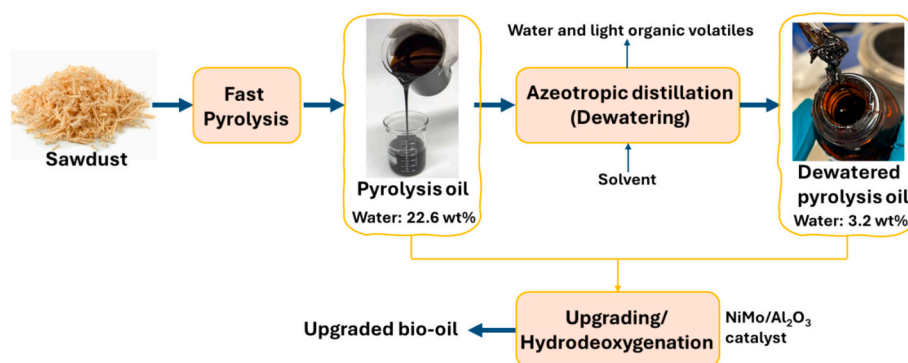 Sawdust
Fast
Pyrolysis
Pyrolysis oil
Water: 22.6 wt%
Water and light organic volatiles
Azeotropic distillation
(Dewatering)
Solvent
Dewatered
pyrolysis oil
Water: 3.2 wt%
Upgraded bio-oil
Upgrading/
Hydrodeoxygenation
NiMo/Al₂O₃
catalyst